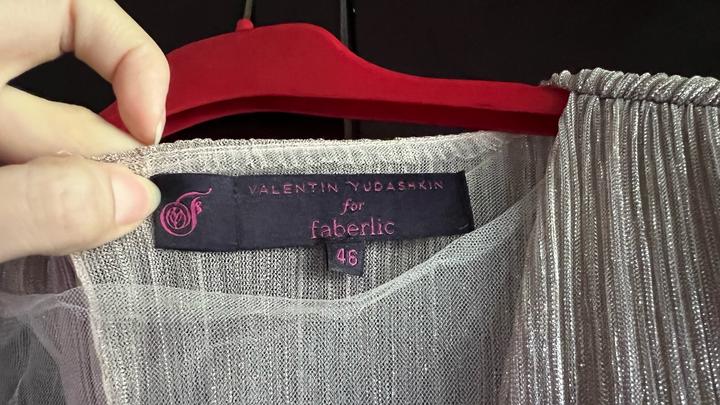 VALENTIN YUDASHKIN
for
faberlic
46